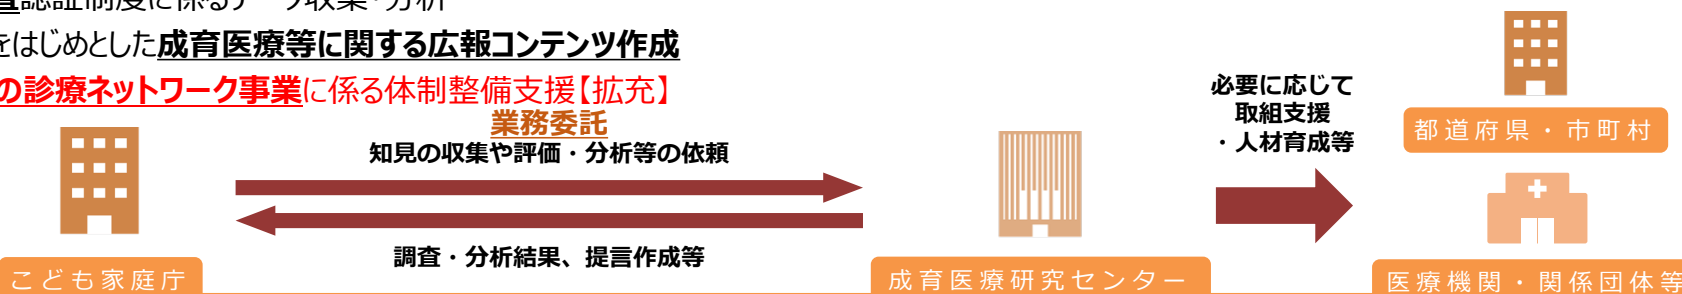 認証制度に係るデータ収集・分析
をはじめとした成育医療等に関する広報コンテンツ作成
の診療ネットワーク事業に係る体制整備支援【拡充】
業務委託
知見の収集や評価・分析等の依頼
調査・分析結果、提言作成等
こども家庭庁
成育医療研究センター
必要に応じて
取組支援
・人材育成等
都道府県・市町村
医療機関・関係団体等